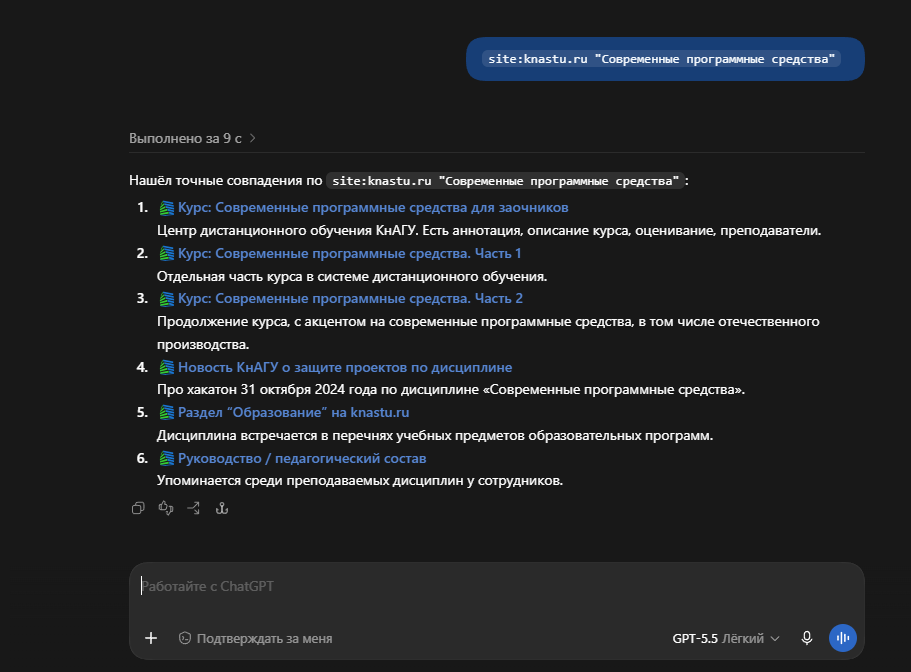 site:knastu.ru "Современные программные средства"
Выполнено за 9 с
Нашёл точные совпадения по site:knastu.ru "Современные программные средства" :
1. Курс: Современные программные средства для заочников
Центр дистанционного обучения КнАГУ. Есть аннотация, описание курса, оценивание, преподаватели.
2. Курс: Современные программные средства. Часть 1
Отдельная часть курса в системе дистанционного обучения.
3. Курс: Современные программные средства. Часть 2
Продолжение курса, с акцентом на современные программные средства, в том числе отечественного
производства.
4. Новость КнАГУ о защите проектов по дисциплине
Про хакатон 31 октября 2024 года по дисциплине «Современные программные средства».
5. Раздел “Образование” на knastu.ru
Дисциплина встречается в перечнях учебных предметов образовательных программ.
6. Руководство / педагогический состав
Упоминается среди преподаваемых дисциплин у сотрудников.
Работайте с ChatGPT
Подтверждать за меня
GPT-5.5 Лёгкий